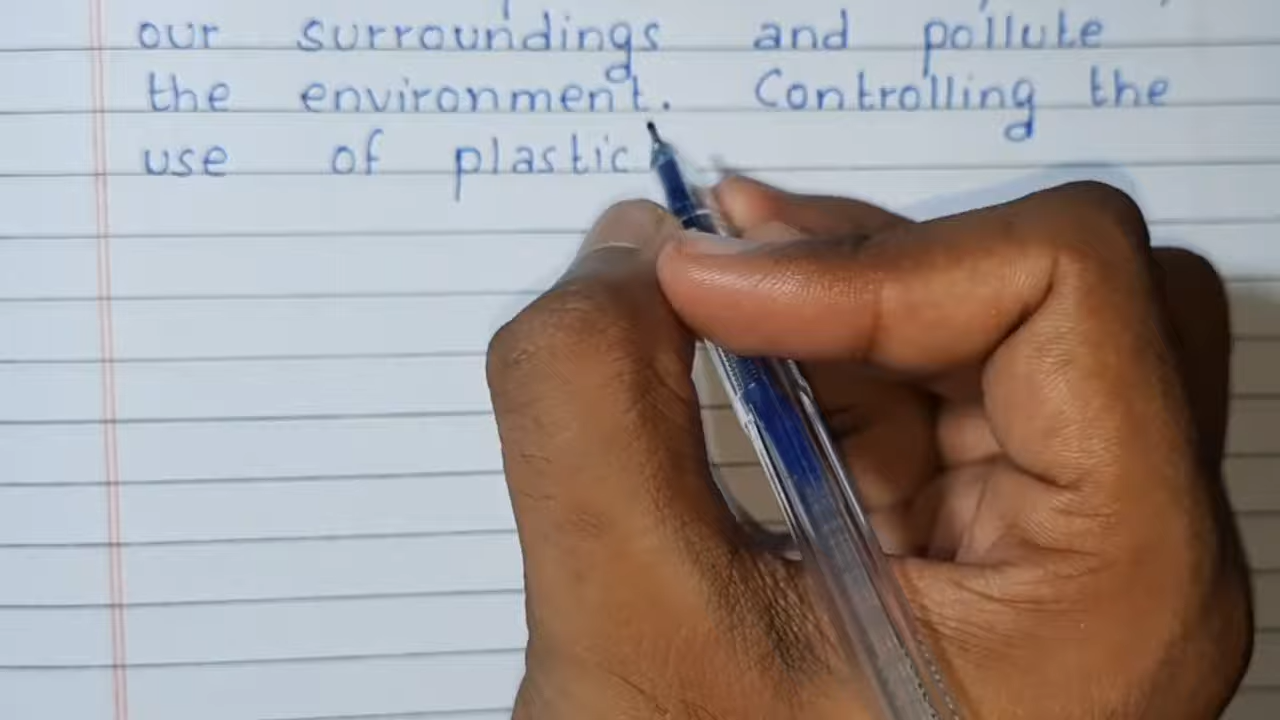 our surroundings and pollute
the environment. Controlling the
use of plastic